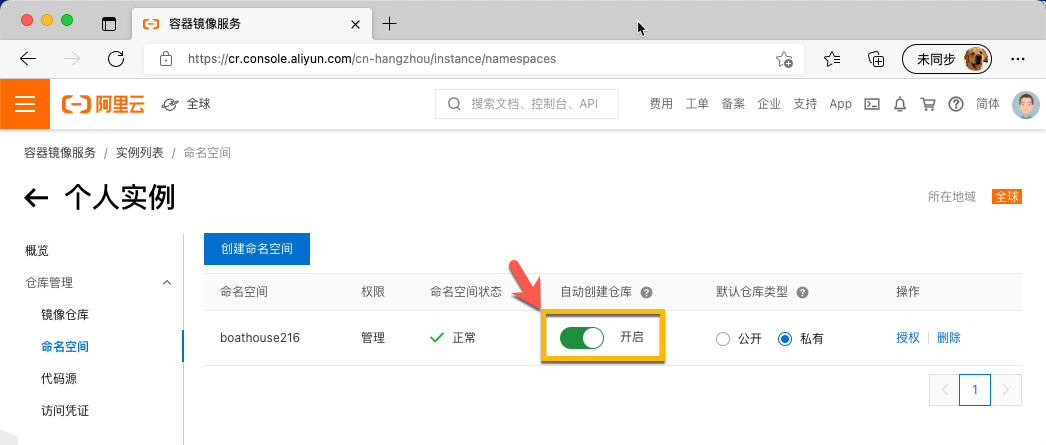 容器镜像服务
https://cr.console.aliyun.com/cn-hangzhou/instance/namespaces
未同步
阿里云
全球
搜索文档、控制台、API
费用 工单 备案 企业 支持 App 简体
容器镜像服务 / 实例列表 / 命名空间
个人实例
所在地域 全球
概览
仓库管理
镜像仓库
命名空间
代码源
访问凭证
创建命名空间
命名空间 权限 命名空间状态 自动创建仓库 默认仓库类型 操作
boathouse216 管理 正常 开启 公开 私有 授权 删除
1